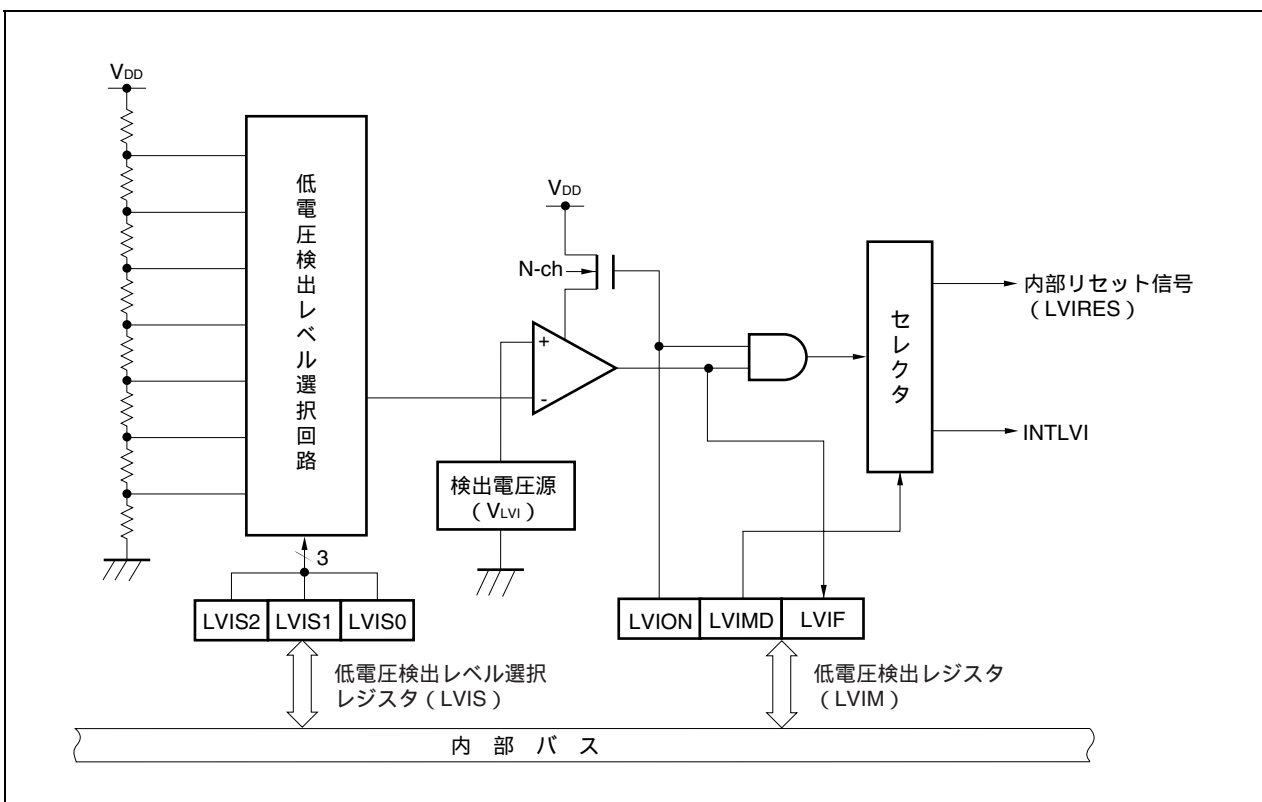 VDD
低電圧検出レベル選択回路
VDD
N-ch
+
-
検出電圧源
（VLVI）
セレクタ
内部リセット信号
（LVIRES）
INTLVI
3
LVIS2 LVIS1 LVIS0
LVION LVIMD LVIF
低電圧検出レベル選択
レジスタ（LVIS）
低電圧検出レジスタ
（LVIM）
内 部 バ ス